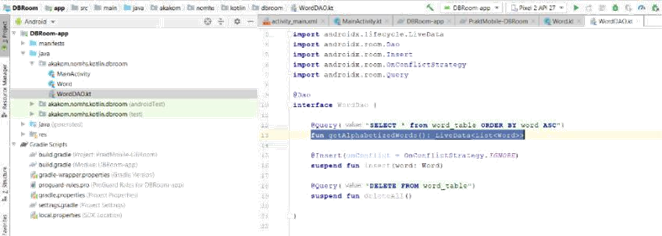 DBRoom app src main java akakom nomhs kotlin dbroom WordDAO.kt
DBRoom-app
Pixel 2 API 27
Android
activity_main.xml
MainActivity.kt
DBRoom-app
PraktMobile-DBRoom
Word.kt
WordDAO.kt
1: Project
Resource Manager
Z: Structure
Favorites
DBRoom-app
manifests
java
akakom.nomhs.kotlin.dbroom
MainActivity
Word
WordDAO.kt
akakom.nomhs.kotlin.dbroom (androidTest)
akakom.nomhs.kotlin.dbroom (test)
java (generated)
res
Gradle Scripts
build.gradle (Project: PraktMobile-DBRoom)
build.gradle (Module: DBRoom-app)
gradle-wrapper.properties (Gradle Version)
proguard-rules.pro (ProGuard Rules for DBRoom-app)
gradle.properties (Project Properties)
settings.gradle (Project Settings)
local.properties (SDK Location)
import androidx.lifecycle.LiveData
import androidx.room.Dao
import androidx.room.Insert
import androidx.room.OnConflictStrategy
import androidx.room.Query
@Dao
interface WordDao {
@Query( value: "SELECT * from word_table ORDER BY word ASC")
fun getAlphabetizedWords(): LiveData<List<Word>>
@Insert(onConflict = OnConflictStrategy.IGNORE)
suspend fun insert(word: Word)
@Query( value: "DELETE FROM word_table")
suspend fun deleteAll()
}